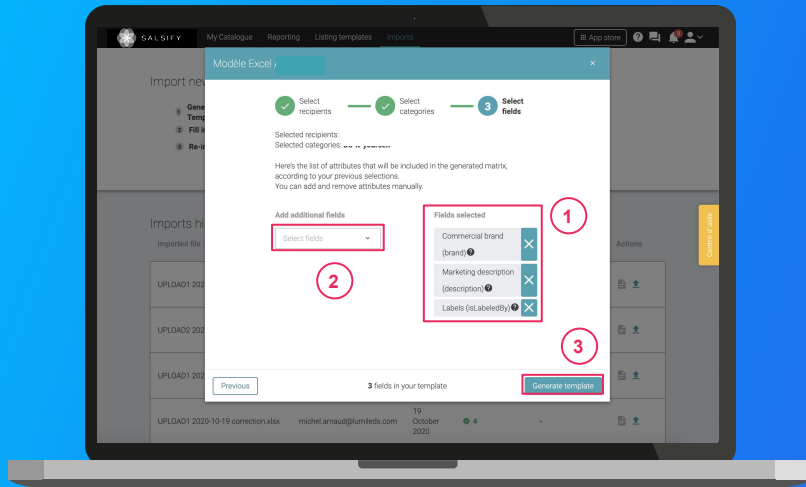 SALSIFY
My Catalogue Reporting Listing templates Imports
App store
Modèle Excel
Import new
1 Gene
Temp
2 Fill i
3 Re-i
Select recipients
Select categories
3 Select fields
Selected recipients:
Selected categories:
Here's the list of attributes that will be included in the generated matrix,
according to your previous selections.
You can add and remove attributes manually.
Add additional fields
Select fields
2
Fields selected
Commercial brand
(brand)
Marketing description
(description)
Labels (isLabeledBy)
1
3
Previous
3 fields in your template
Generate template
Imports hi
Imported file
Actions
UPLOAD1 202
UPLOAD2 202
UPLOAD1 202
UPLOAD1 2020-10-19 correction.xlsx michel.arnaud@lumileds.com 19 October 2020 4 -
Centre d'aide